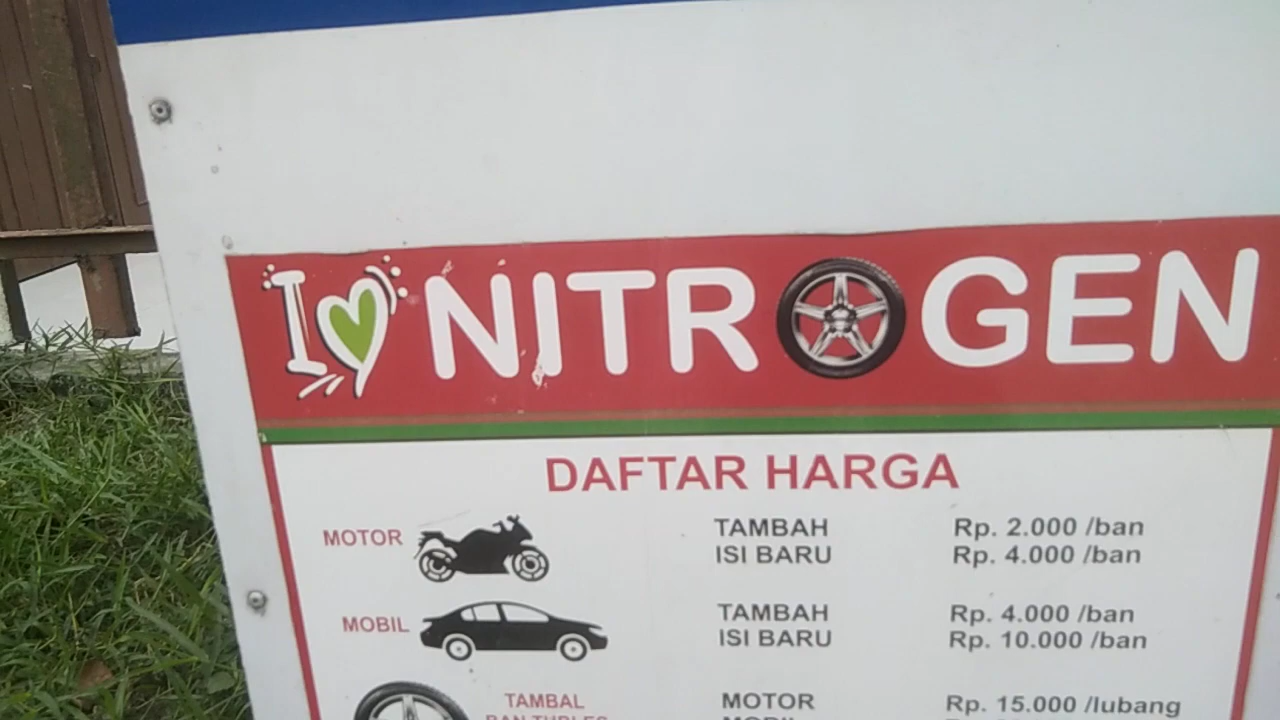 I NITROGEN
DAFTAR HARGA
MOTOR TAMBAH Rp. 2.000 /ban
ISI BARU Rp. 4.000 /ban
MOBIL TAMBAH Rp. 4.000 /ban
ISI BARU Rp. 10.000 /ban
TAMBAL MOTOR Rp. 15.000 /lubang
BAN TUBLES MOBIL